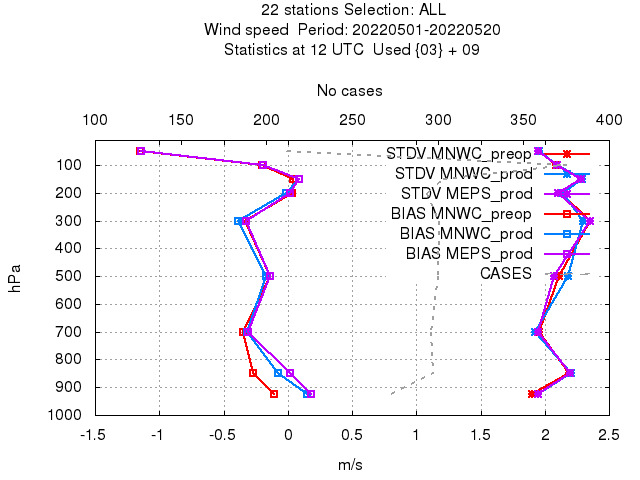 22 stations Selection: ALL
Wind speed  Period: 20220501-20220520
Statistics at 12 UTC  Used {03} + 09
No cases
100 150 200 250 300 350 400
STDV MNWC_preop
100
STDV MNWC_prod
200
STDV MEPS_prod
BIAS MNWC_preop
300
BIAS MNWC_prod
400
BIAS MEPS_prod
500
CASES
600
700
800
900
1000
hPa
-1.5 -1 -0.5 0 0.5 1 1.5 2 2.5
m/s